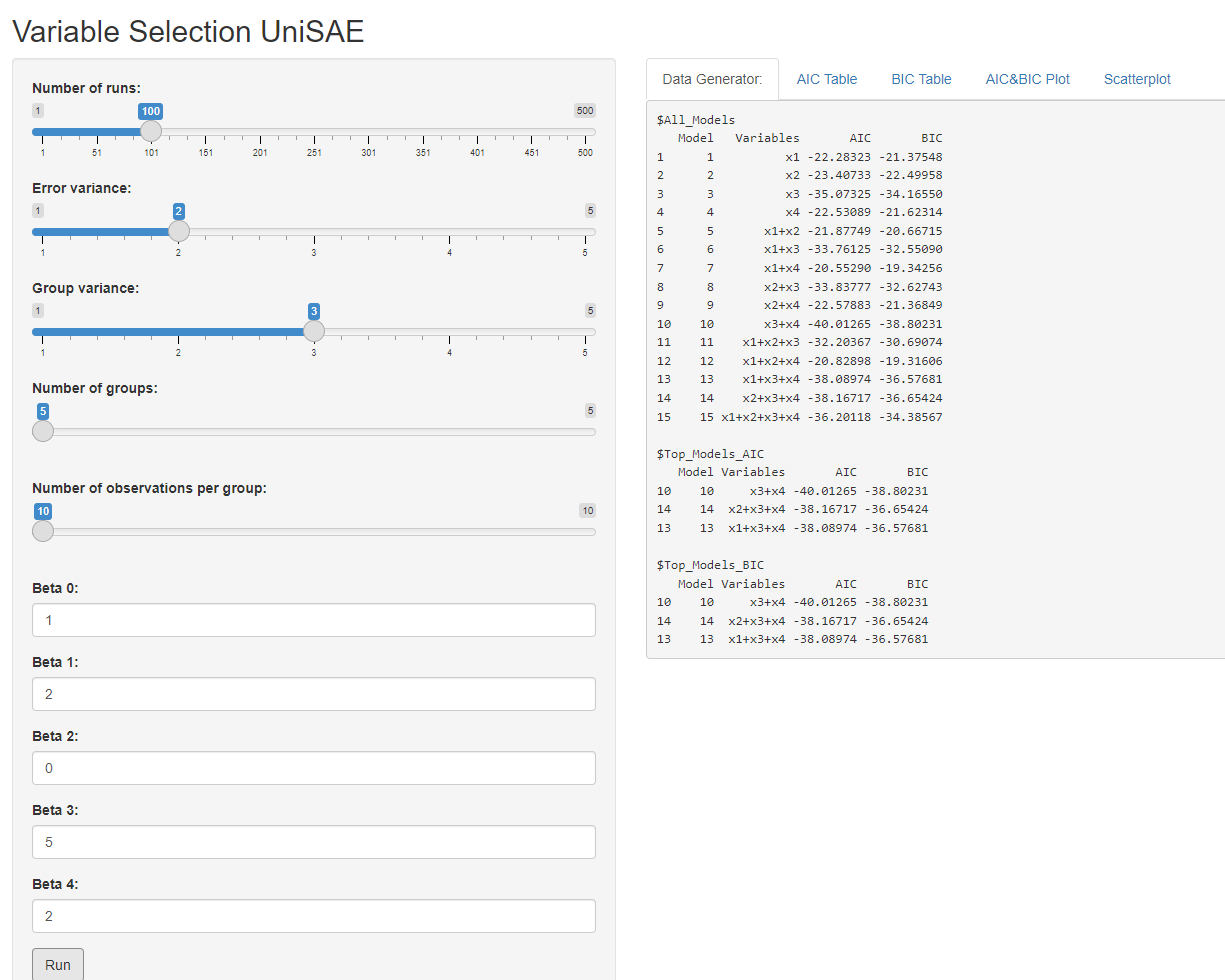 Variable Selection UniSAE
Number of runs:
1 100 500
1 51 101 151 201 251 301 351 401 451 500
Error variance:
1 2 5
1 2 3 4 5
Group variance:
1 3 5
1 2 3 4 5
Number of groups:
5 5
Number of observations per group:
10 10
Beta 0:
1
Beta 1:
2
Beta 2:
0
Beta 3:
5
Beta 4:
2
Run
Data Generator: AIC Table BIC Table AIC&BIC Plot Scatterplot
$All_Models
Model Variables AIC BIC
1 1 x1 -22.28323 -21.37548
2 2 x2 -23.40733 -22.49958
3 3 x3 -35.07325 -34.16550
4 4 x4 -22.53089 -21.62314
5 5 x1+x2 -21.87749 -20.66715
6 6 x1+x3 -33.76125 -32.55090
7 7 x1+x4 -20.55290 -19.34256
8 8 x2+x3 -33.83777 -32.62743
9 9 x2+x4 -22.57883 -21.36849
10 10 x3+x4 -40.01265 -38.80231
11 11 x1+x2+x3 -32.20367 -30.69074
12 12 x1+x2+x4 -20.82898 -19.31606
13 13 x1+x3+x4 -38.08974 -36.57681
14 14 x2+x3+x4 -38.16717 -36.65424
15 15 x1+x2+x3+x4 -36.20118 -34.38567
$Top_Models_AIC
Model Variables AIC BIC
10 10 x3+x4 -40.01265 -38.80231
14 14 x2+x3+x4 -38.16717 -36.65424
13 13 x1+x3+x4 -38.08974 -36.57681
$Top_Models_BIC
Model Variables AIC BIC
10 10 x3+x4 -40.01265 -38.80231
14 14 x2+x3+x4 -38.16717 -36.65424
13 13 x1+x3+x4 -38.08974 -36.57681